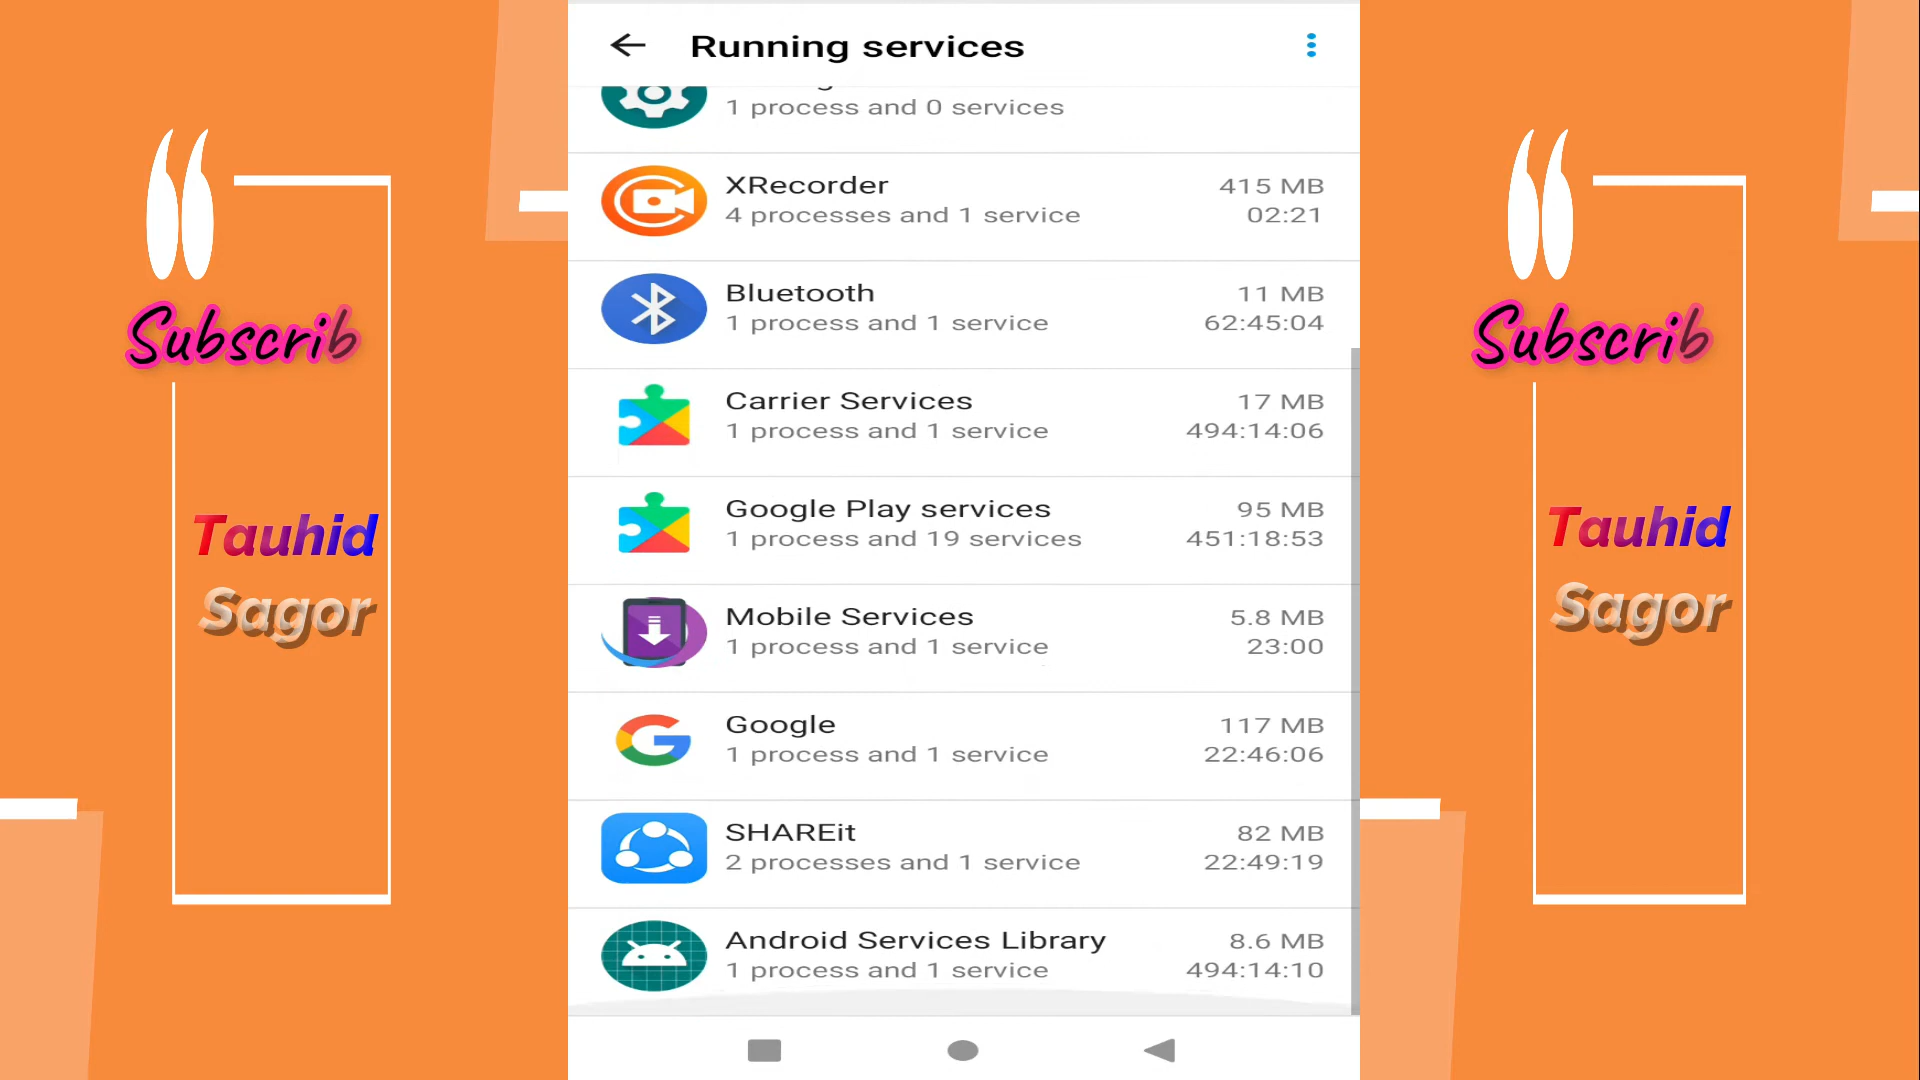 Running services
1 process and 0 services
XRecorder
415 MB
4 processes and 1 service
02:21
Bluetooth
11 MB
1 process and 1 service
62:45:04
Carrier Services
17 MB
1 process and 1 service
494:14:06
Google Play services
95 MB
1 process and 19 services
451:18:53
Mobile Services
5.8 MB
1 process and 1 service
23:00
Google
117 MB
1 process and 1 service
22:46:06
SHAREit
82 MB
2 processes and 1 service
22:49:19
Android Services Library
8.6 MB
1 process and 1 service
494:14:10
Subscrib
Tauhid
Sagor
Subscrib
Tauhid
Sagor